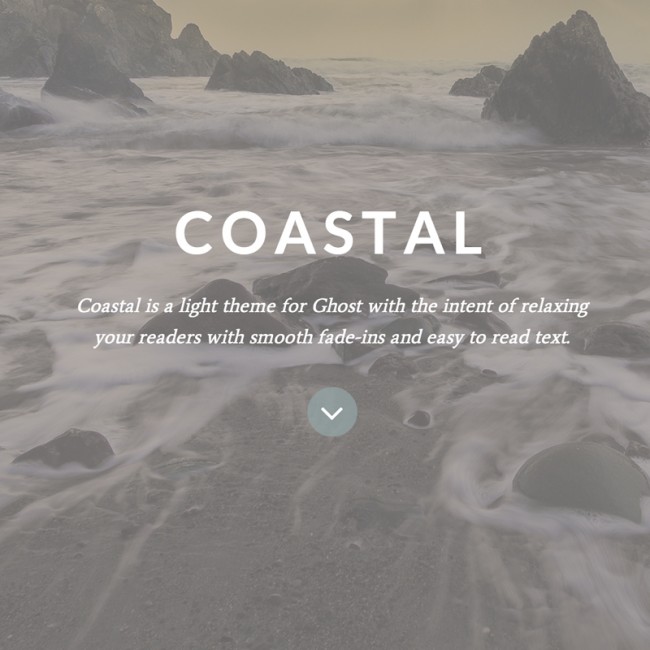 COASTAL
Coastal is a light theme for Ghost with the intent of relaxing
your readers with smooth fade-ins and easy to read text.